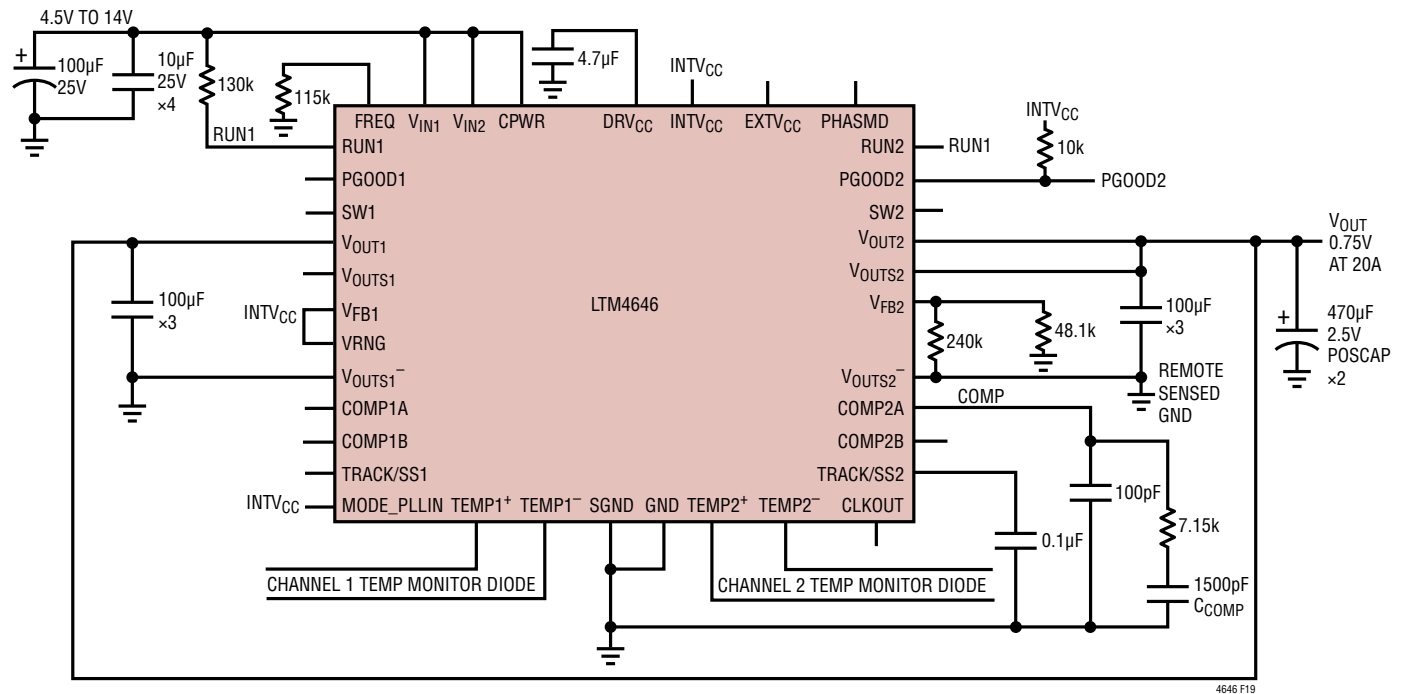 4.5V TO 14V
+
100µF
25V
10µF
25V
×4
130k
115k
4.7µF
INTVCC
INTVCC
10k
RUN1
FREQ
VIN1
VIN2
CPWR
DRVCC
INTVCC
EXTVCC
PHASMD
RUN1
RUN2
RUN1
PGOOD1
PGOOD2
PGOOD2
SW1
SW2
VOUT1
VOUT2
VOUT
0.75V
AT 20A
VOUTS1
VOUTS2
100µF
×3
INTVCC
VFB1
LTM4646
VFB2
240k
48.1k
100µF
×3
+
470µF
2.5V
POSCAP
×2
VRNG
VOUTS1–
VOUTS2–
REMOTE
SENSED
GND
COMP1A
COMP2A
COMP
COMP1B
COMP2B
TRACK/SS1
TRACK/SS2
INTVCC
MODE_PLLIN
TEMP1+
TEMP1–
SGND
GND
TEMP2+
TEMP2–
CLKOUT
100pF
7.15k
0.1µF
1500pF
CCOMP
CHANNEL 1 TEMP MONITOR DIODE
CHANNEL 2 TEMP MONITOR DIODE
4646 F19